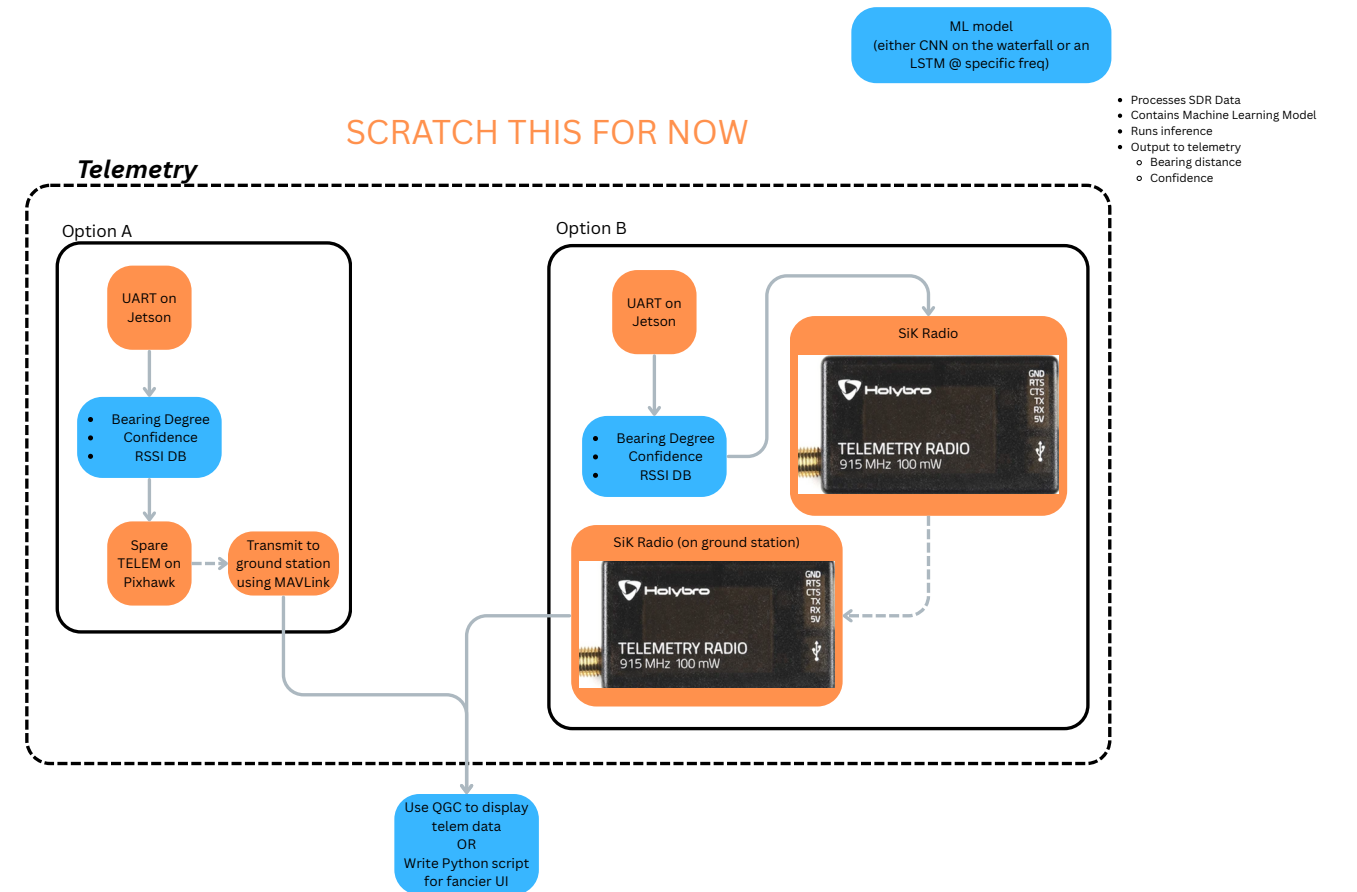 ML model
(either CNN on the waterfall or an
LSTM @ specific freq)
Processes SDR Data
Contains Machine Learning Model
Runs inference
Output to telemetry
Bearing distance
Confidence
SCRATCH THIS FOR NOW
Telemetry
Option A
UART on
Jetson
Bearing Degree
Confidence
RSSI DB
Spare
TELEM on
Pixhawk
Transmit to
ground station
using MAVLink
Option B
UART on
Jetson
Bearing Degree
Confidence
RSSI DB
SiK Radio
Holybro
GND
RTS
CTS
TX
RX
5V
TELEMETRY RADIO
915 MHz 100 mW
SiK Radio (on ground station)
Holybro
GND
RTS
CTS
TX
RX
5V
TELEMETRY RADIO
915 MHz 100 mW
Use QGC to display
telem data
OR
Write Python script
for fancier UI